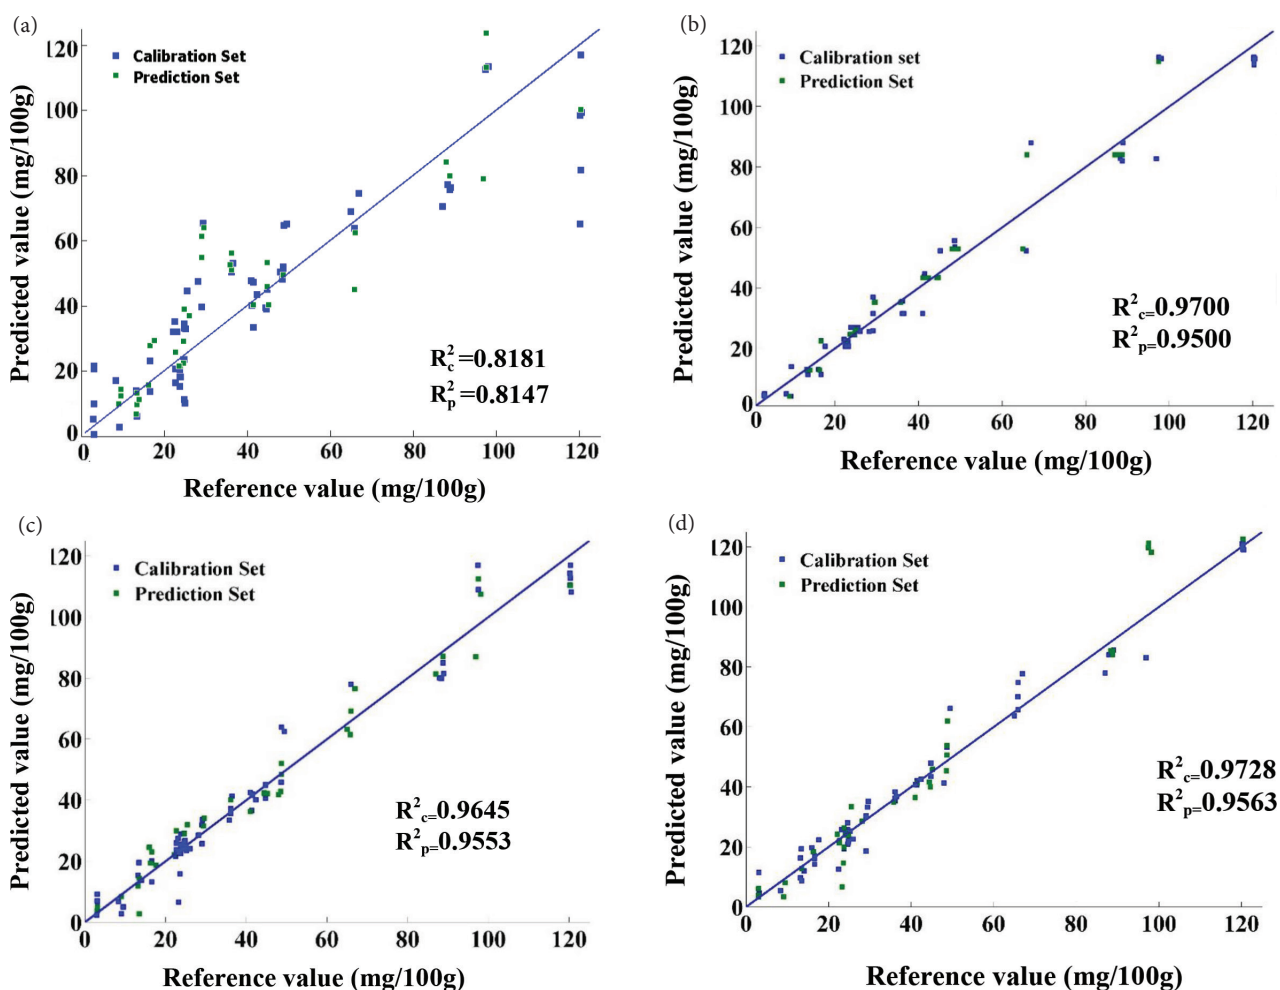 (a)
120
100
80
60
40
20
0
Calibration Set
Prediction Set
R²c=0.8181
R²p=0.8147
0 20 40 60 80 100 120
Predicted value (mg/100g)
Reference value (mg/100g)
(b)
120
100
80
60
40
20
0
Calibration set
Prediction Set
R²c=0.9700
R²p=0.9500
0 20 40 60 80 100 120
Predicted value (mg/100g)
Reference value (mg/100g)
(c)
120
100
80
60
40
20
0
Calibration Set
Prediction Set
R²c=0.9645
R²p=0.9553
0 20 40 60 80 100 120
Predicted value (mg/100g)
Reference value (mg/100g)
(d)
120
100
80
60
40
20
0
Calibration Set
Prediction Set
R²c=0.9728
R²p=0.9563
0 20 40 60 80 100 120
Predicted value (mg/100g)
Reference value (mg/100g)